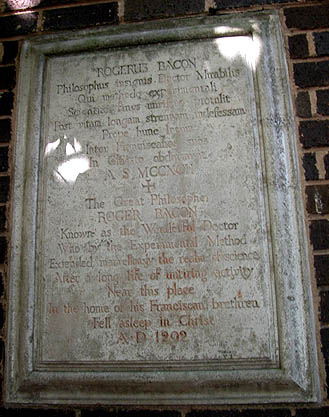 ROGERUS BACON
Philosophus insignis Doctor Mirabilis
Qui methodo experimentali
Scientiae fines mirifice protulit
Post vitam longam strenuam indefessam
Prope hunc locum
Inter Franciscanos suos
In Christo obdormivit
A S MCCXCII
✠
The Great Philosopher
ROGER BACON
Known as the Wonderful Doctor
Who by the Experimental Method
Extended marvellously the realm of science
After a long life of untiring activity
Near this place
In the home of his Franciscan brethren
Fell asleep in Christ
A·D 1292